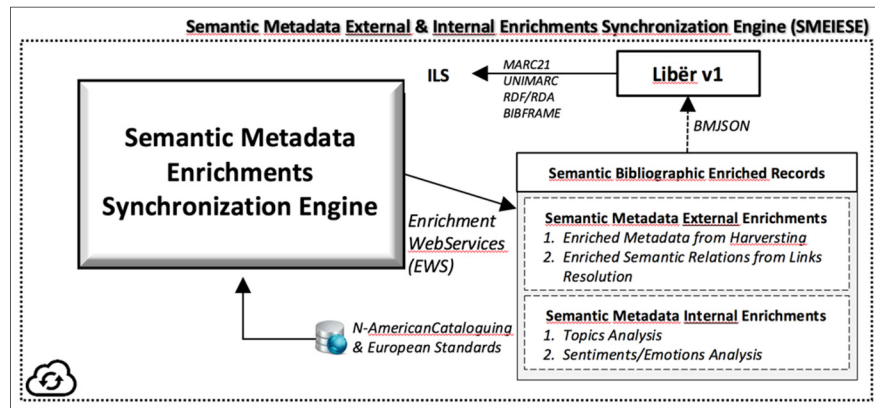 Semantic Metadata External & Internal Enrichments Synchronization Engine (SMEIESE)
ILS
MARC21
UNIMARC
RDF/RDA
BIBFRAME
Libër v1
BMJSON
Semantic Metadata
Enrichments
Synchronization Engine
Enrichment
WebServices
(EWS)
Semantic Bibliographic Enriched Records
Semantic Metadata External Enrichments
1. Enriched Metadata from Harversting
2. Enriched Semantic Relations from Links
Resolution
Semantic Metadata Internal Enrichments
1. Topics Analysis
2. Sentiments/Emotions Analysis
N-AmericanCataloguing
& European Standards